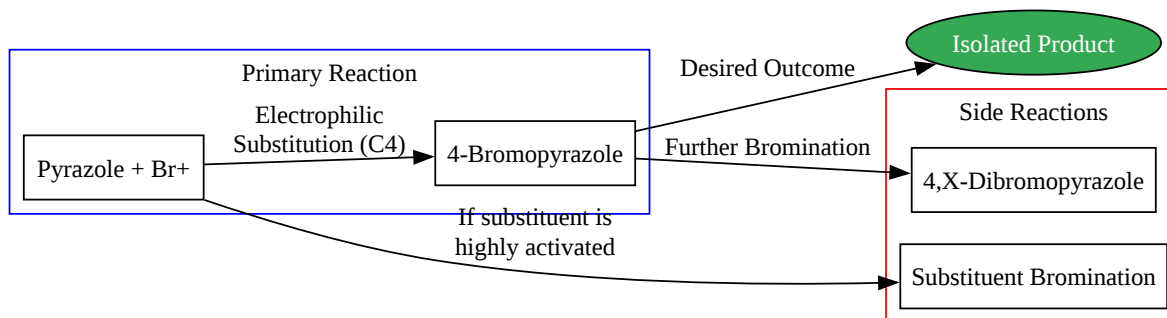 Isolated Product
Primary Reaction
Desired Outcome
Electrophilic
Substitution (C4)
Side Reactions
Pyrazole + Br+
4-Bromopyrazole
Further Bromination
4,X-Dibromopyrazole
If substituent is
highly activated
Substituent Bromination